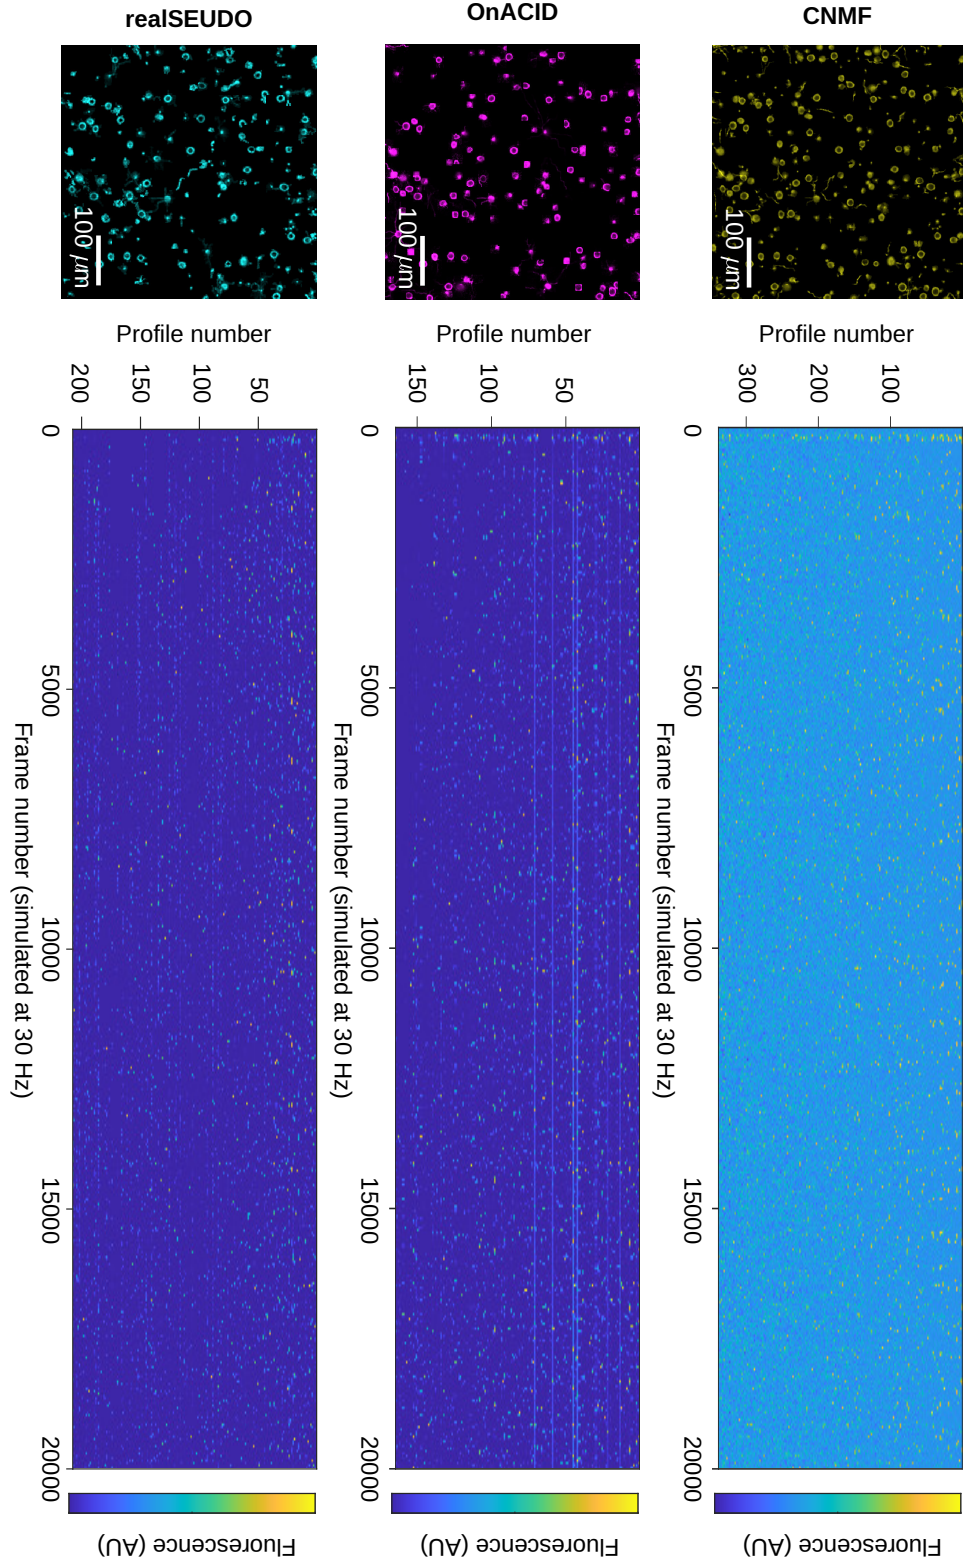 realSEUDO
OnACID
CNMF
100 μm
100 μm
100 μm
Profile number
Profile number
Profile number
200
150
100
50
150
100
50
300
200
100
0
5000
10000
15000
20000
Frame number (simulated at 30 Hz)
0
5000
10000
15000
20000
Frame number (simulated at 30 Hz)
0
5000
10000
15000
20000
Frame number (simulated at 30 Hz)
Fluorescence (AU)
Fluorescence (AU)
Fluorescence (AU)